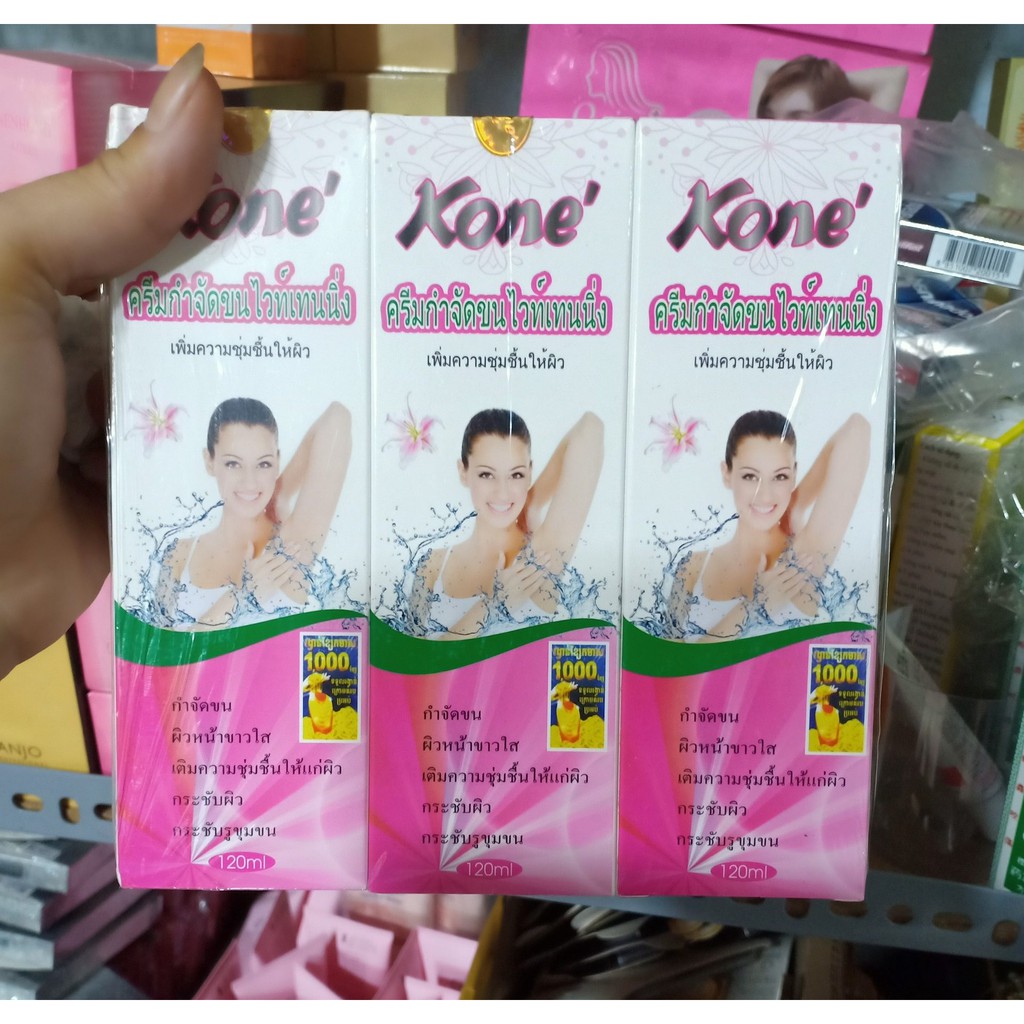 Kone'
ครีมกำจัดขนไวท์เทนนิ่ง
เพิ่มความชุ่มชื้นให้ผิว
1000
กำจัดขน
ผิวหน้าขาวใส
เติมความชุ่มชื้นให้แก่ผิว
กระชับผิว
กระชับรูขุมขน
120ml
Kone'
ครีมกำจัดขนไวท์เทนนิ่ง
เพิ่มความชุ่มชื้นให้ผิว
1000
กำจัดขน
ผิวหน้าขาวใส
เติมความชุ่มชื้นให้แก่ผิว
กระชับผิว
กระชับรูขุมขน
120ml
Kone'
ครีมกำจัดขนไวท์เทนนิ่ง
เพิ่มความชุ่มชื้นให้ผิว
1000
กำจัดขน
ผิวหน้าขาวใส
เติมความชุ่มชื้นให้แก่ผิว
กระชับผิว
กระชับรูขุมขน
120ml
ANJO